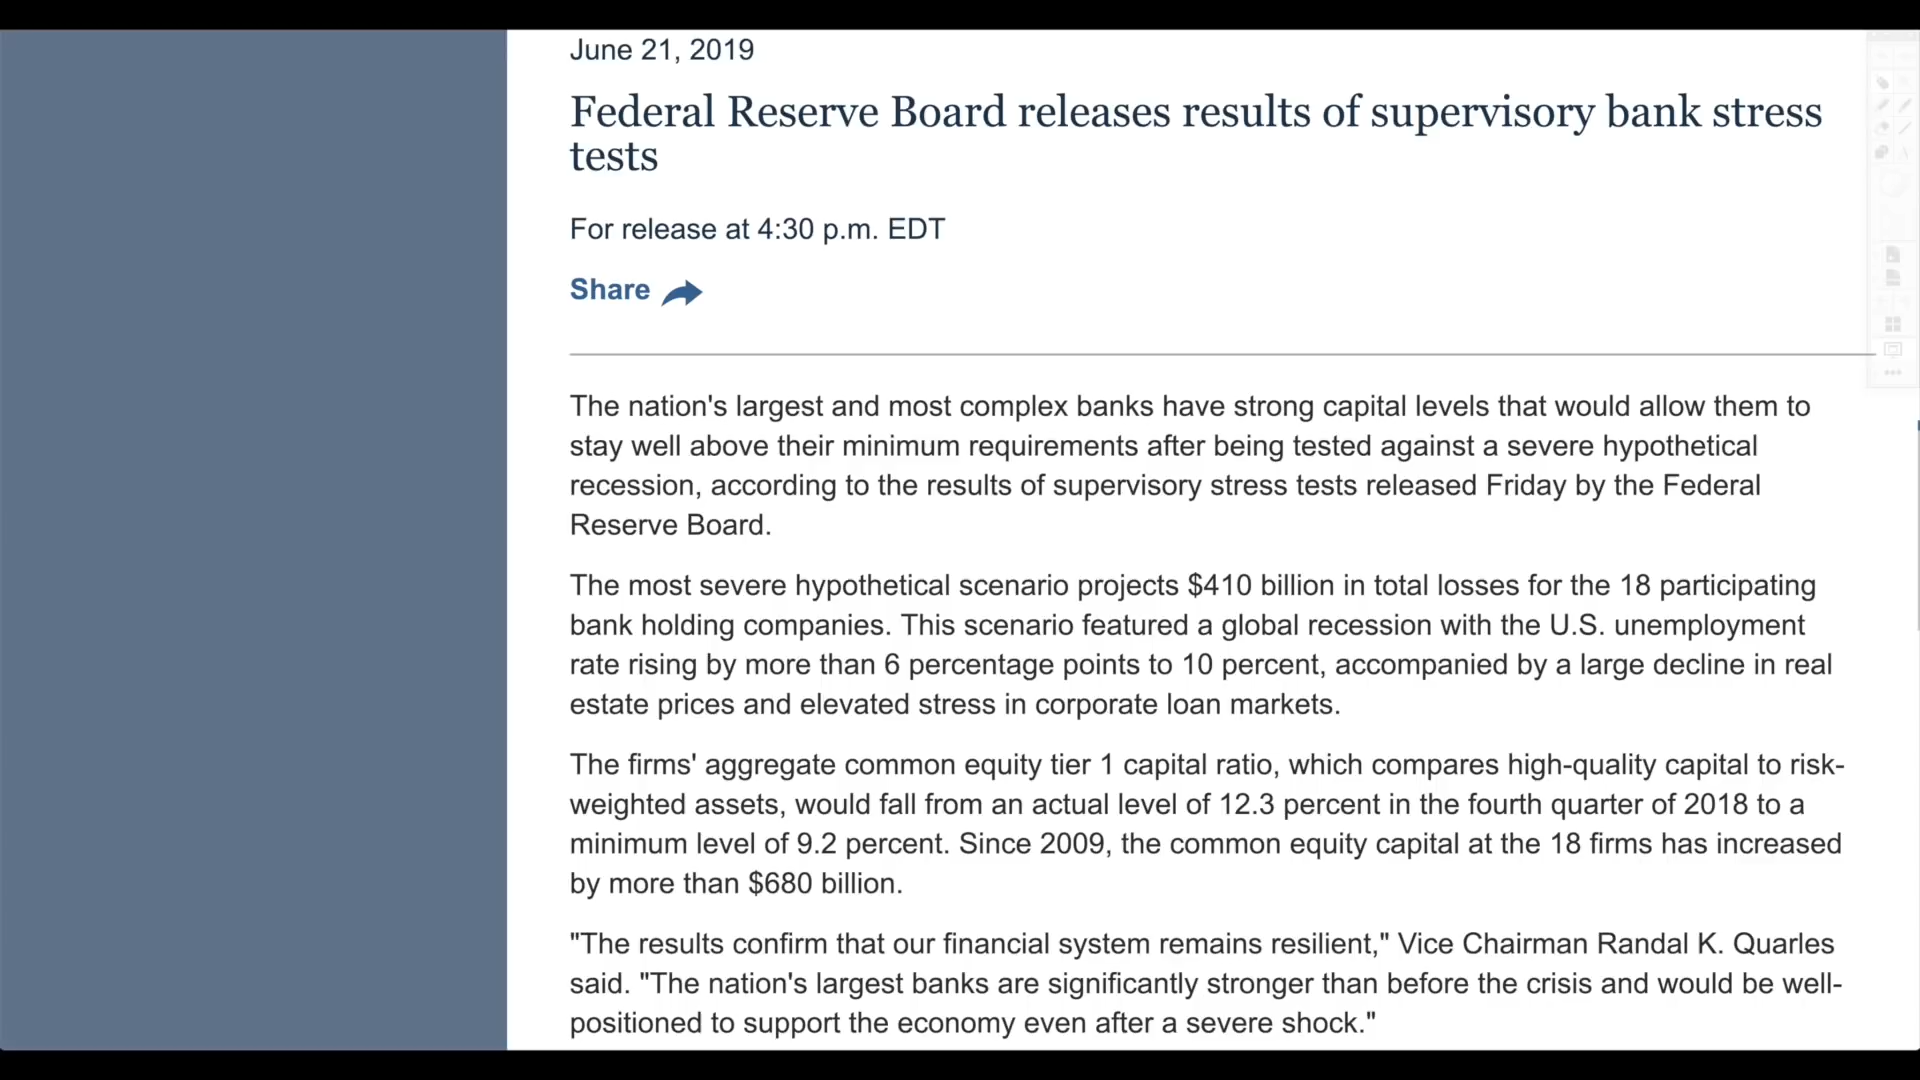 June 21, 2019
Federal Reserve Board releases results of supervisory bank stress
tests
For release at 4:30 p.m. EDT
Share
The nation's largest and most complex banks have strong capital levels that would allow them to
stay well above their minimum requirements after being tested against a severe hypothetical
recession, according to the results of supervisory stress tests released Friday by the Federal
Reserve Board.
The most severe hypothetical scenario projects $410 billion in total losses for the 18 participating
bank holding companies. This scenario featured a global recession with the U.S. unemployment
rate rising by more than 6 percentage points to 10 percent, accompanied by a large decline in real
estate prices and elevated stress in corporate loan markets.
The firms' aggregate common equity tier 1 capital ratio, which compares high-quality capital to risk-
weighted assets, would fall from an actual level of 12.3 percent in the fourth quarter of 2018 to a
minimum level of 9.2 percent. Since 2009, the common equity capital at the 18 firms has increased
by more than $680 billion.
"The results confirm that our financial system remains resilient," Vice Chairman Randal K. Quarles
said. "The nation's largest banks are significantly stronger than before the crisis and would be well-
positioned to support the economy even after a severe shock."